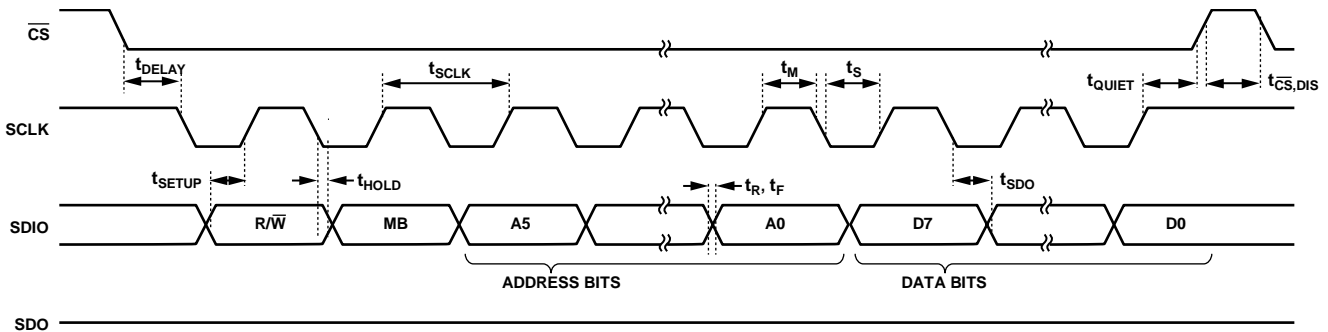 CS
tDELAY
tSCLK
tM
tS
tQUIET
tCS,DIS
SCLK
tSETUP
tHOLD
tR, tF
tSDO
SDIO
R/W
MB
A5
A0
D7
D0
ADDRESS BITS
DATA BITS
SDO